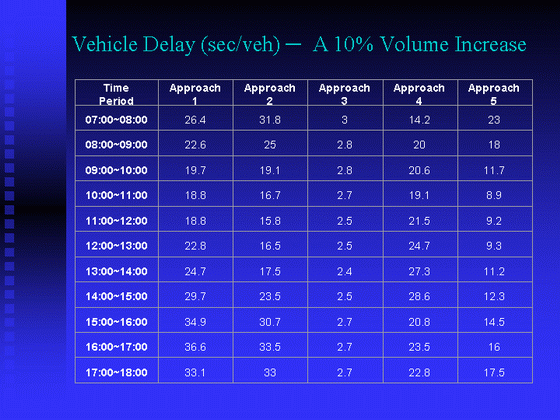 Vehicle Delay (sec/veh) — A 10% Volume Increase
Time Period Approach 1 Approach 2 Approach 3 Approach 4 Approach 5
07:00~08:00 26.4 31.8 3 14.2 23
08:00~09:00 22.6 25 2.8 20 18
09:00~10:00 19.7 19.1 2.8 20.6 11.7
10:00~11:00 18.8 16.7 2.7 19.1 8.9
11:00~12:00 18.8 15.8 2.5 21.5 9.2
12:00~13:00 22.8 16.5 2.5 24.7 9.3
13:00~14:00 24.7 17.5 2.4 27.3 11.2
14:00~15:00 29.7 23.5 2.5 28.6 12.3
15:00~16:00 34.9 30.7 2.7 20.8 14.5
16:00~17:00 36.6 33.5 2.7 23.5 16
17:00~18:00 33.1 33 2.7 22.8 17.5